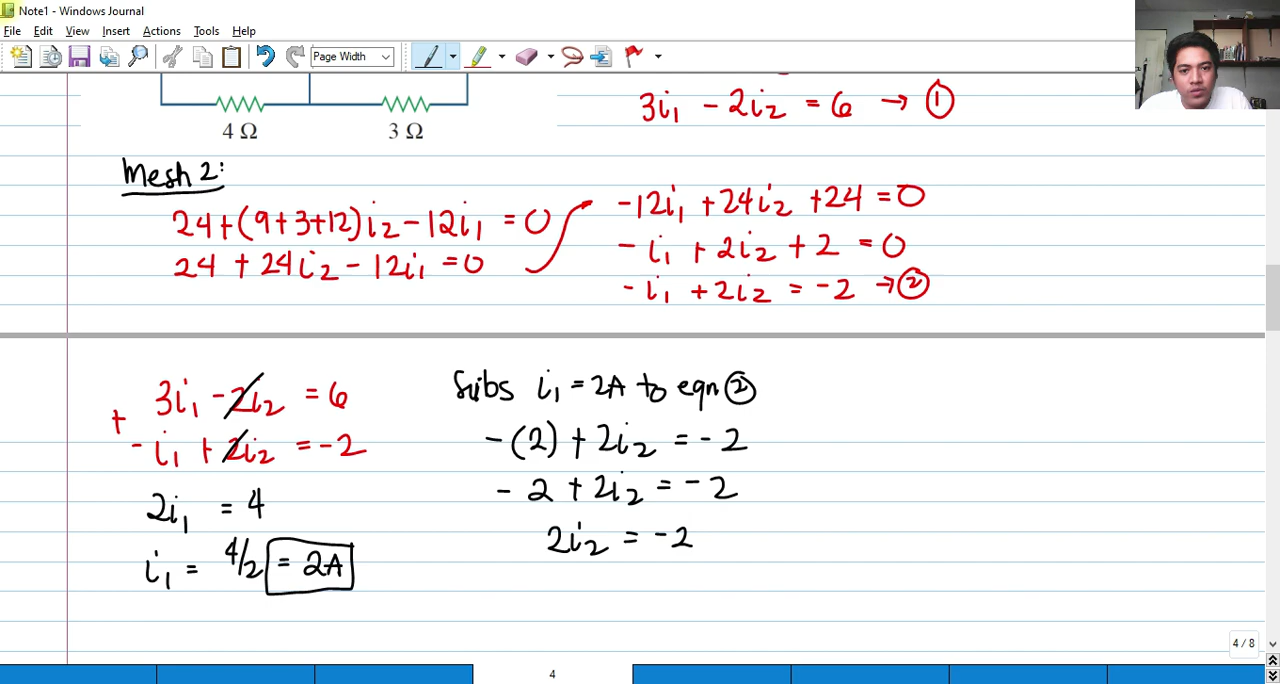 Note1 - Windows Journal
File Edit View Insert Actions Tools Help
Page Width
4 Ω 3 Ω
3i₁ - 2i₂ = 6 → ①
Mesh 2:
24 + (9+3+12)i₂ - 12i₁ = 0
24 + 24i₂ - 12i₁ = 0
-12i₁ + 24i₂ + 24 = 0
-i₁ + 2i₂ + 2 = 0
-i₁ + 2i₂ = -2 → ②
3i₁ - 2i₂ = 6
+
-i₁ + 2i₂ = -2
2i₁ = 4
i₁ = 4/2 = 2A
Subs i₁ = 2A to eqn ②
-(2) + 2i₂ = -2
-2 + 2i₂ = -2
2i₂ = -2
4 / 8
4